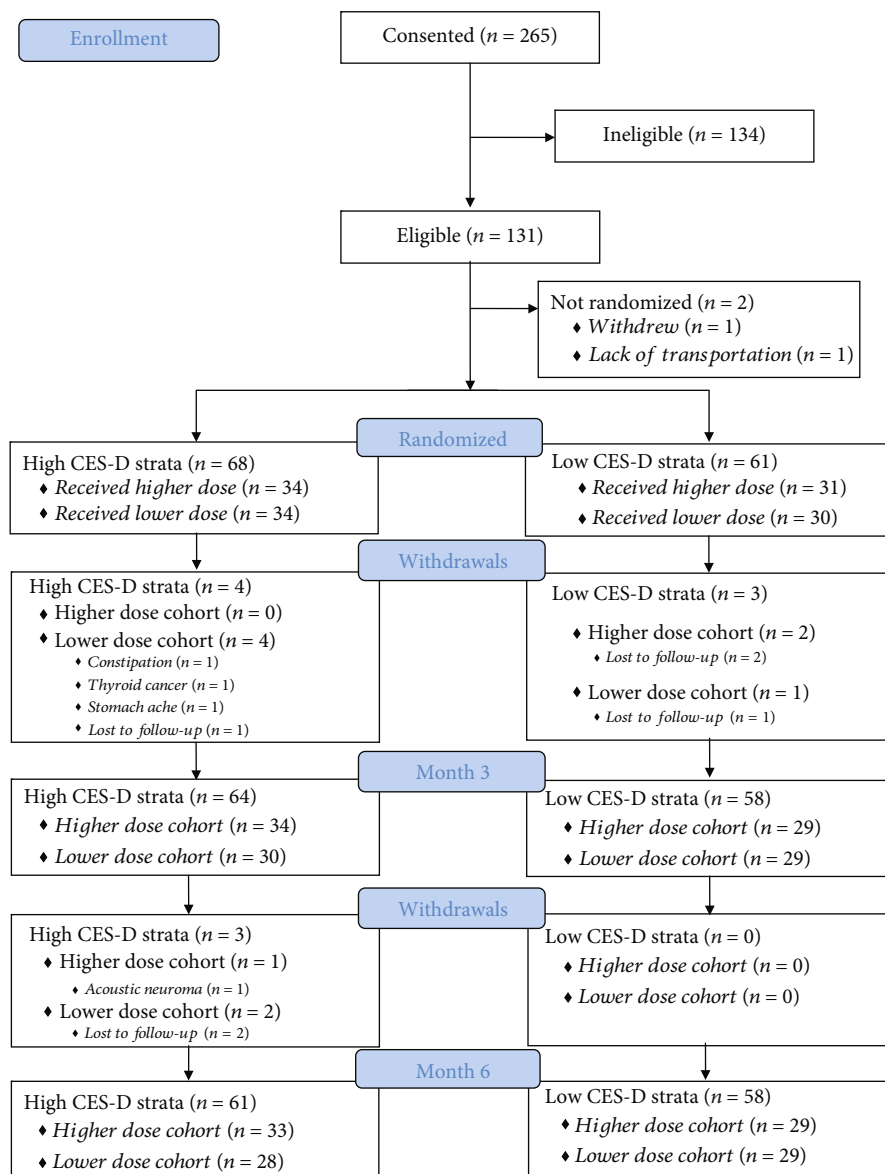 Enrollment
Consented (n = 265)
Ineligible (n = 134)
Eligible (n = 131)
Not randomized (n = 2)
♦ Withdrew (n = 1)
♦ Lack of transportation (n = 1)
Randomized
High CES-D strata (n = 68)
♦ Received higher dose (n = 34)
♦ Received lower dose (n = 34)
Low CES-D strata (n = 61)
♦ Received higher dose (n = 31)
♦ Received lower dose (n = 30)
Withdrawals
High CES-D strata (n = 4)
♦ Higher dose cohort (n = 0)
♦ Lower dose cohort (n = 4)
♦ Constipation (n = 1)
♦ Thyroid cancer (n = 1)
♦ Stomach ache (n = 1)
♦ Lost to follow-up (n = 1)
Low CES-D strata (n = 3)
♦ Higher dose cohort (n = 2)
♦ Lost to follow-up (n = 2)
♦ Lower dose cohort (n = 1)
♦ Lost to follow-up (n = 1)
Month 3
High CES-D strata (n = 64)
♦ Higher dose cohort (n = 34)
♦ Lower dose cohort (n = 30)
Low CES-D strata (n = 58)
♦ Higher dose cohort (n = 29)
♦ Lower dose cohort (n = 29)
Withdrawals
High CES-D strata (n = 3)
♦ Higher dose cohort (n = 1)
♦ Acoustic neuroma (n = 1)
♦ Lower dose cohort (n = 2)
♦ Lost to follow-up (n = 2)
Low CES-D strata (n = 0)
♦ Higher dose cohort (n = 0)
♦ Lower dose cohort (n = 0)
Month 6
High CES-D strata (n = 61)
♦ Higher dose cohort (n = 33)
♦ Lower dose cohort (n = 28)
Low CES-D strata (n = 58)
♦ Higher dose cohort (n = 29)
♦ Lower dose cohort (n = 29)